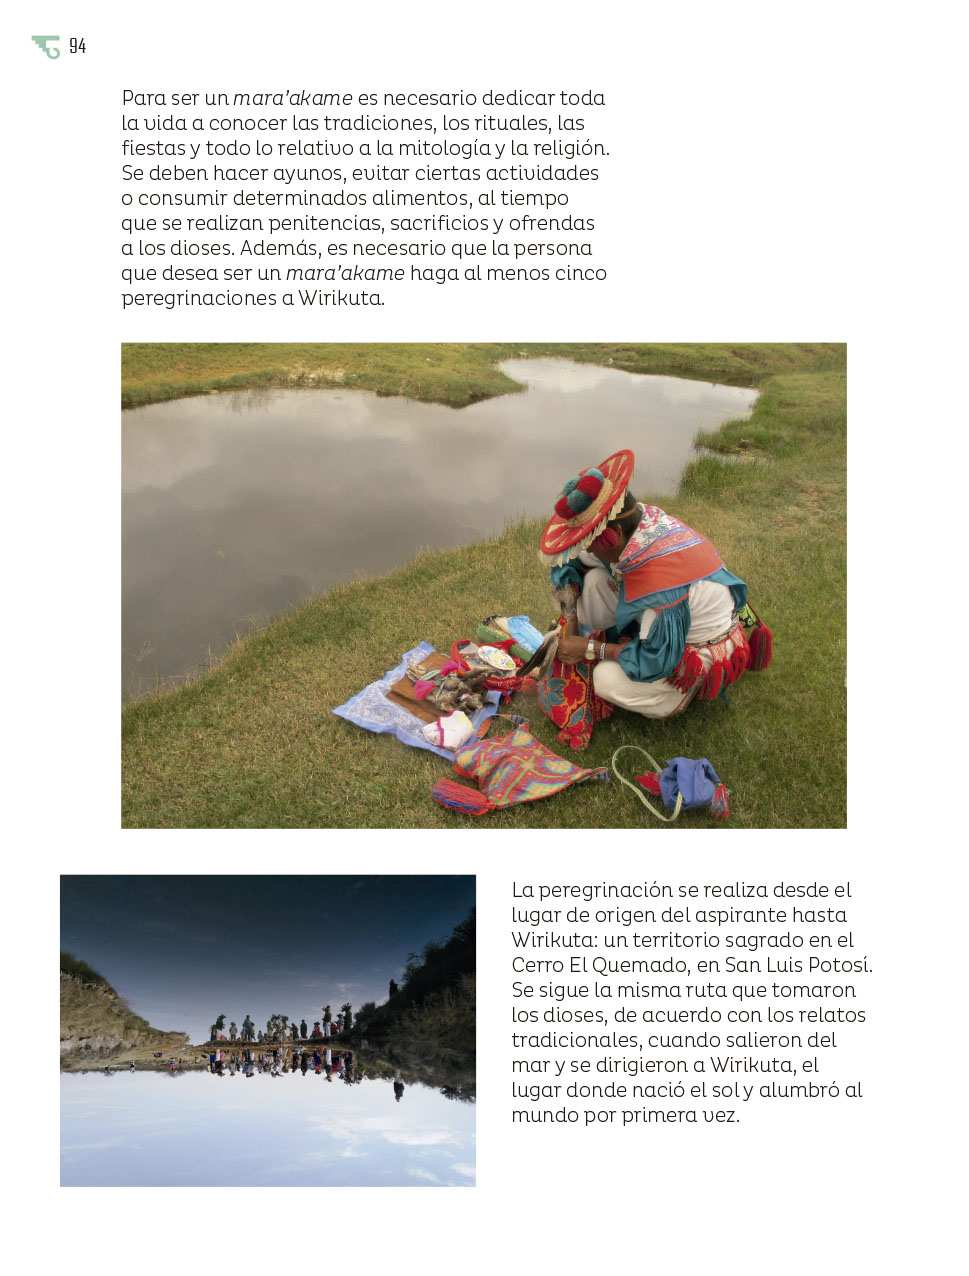 94
Para ser un mara’akame es necesario dedicar toda
la vida a conocer las tradiciones, los rituales, las
fiestas y todo lo relativo a la mitología y la religión.
Se deben hacer ayunos, evitar ciertas actividades
o consumir determinados alimentos, al tiempo
que se realizan penitencias, sacrificios y ofrendas
a los dioses. Además, es necesario que la persona
que desea ser un mara’akame haga al menos cinco
peregrinaciones a Wirikuta.
La peregrinación se realiza desde el
lugar de origen del aspirante hasta
Wirikuta: un territorio sagrado en el
Cerro El Quemado, en San Luis Potosí.
Se sigue la misma ruta que tomaron
los dioses, de acuerdo con los relatos
tradicionales, cuando salieron del
mar y se dirigieron a Wirikuta, el
lugar donde nació el sol y alumbró al
mundo por primera vez.